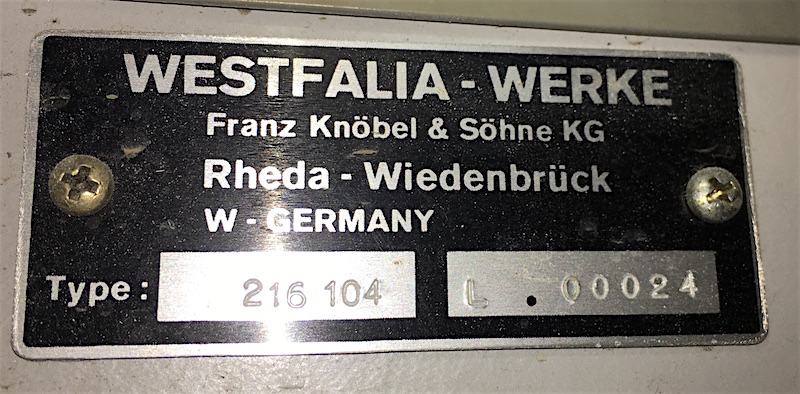 WESTFALIA - WERKE
Franz Knöbel & Söhne KG
Rheda - Wiedenbrück
W - GERMANY
Type: 216 104 L . 00024